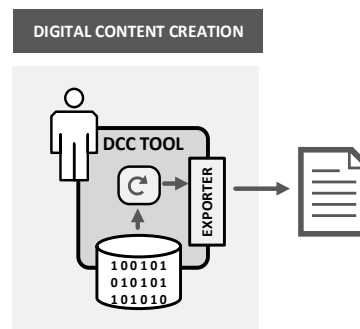 DIGITAL CONTENT CREATION
DCC TOOL
EXPORTER
100101
010101
101010